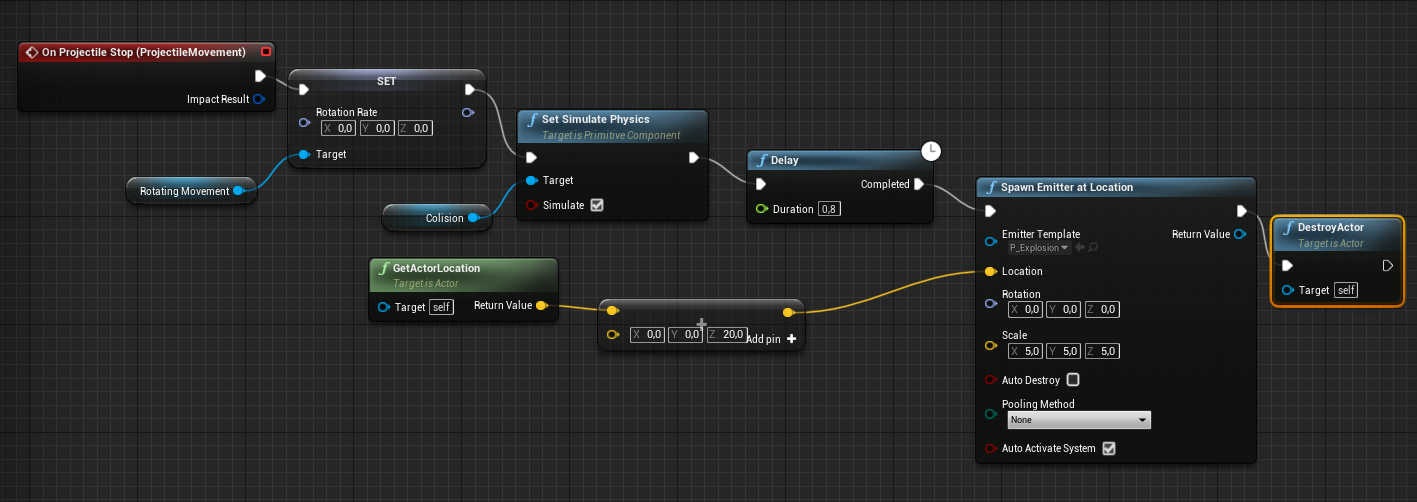 On Projectile Stop (ProjectileMovement)
Impact Result
SET
Rotation Rate
X 0,0 Y 0,0 Z 0,0
Target
Rotating Movement
Set Simulate Physics
Target is Primitive Component
Target
Simulate
Colision
Delay
Completed
Duration 0,8
GetActorLocation
Target is Actor
Target self Return Value
X 0,0 Y 0,0 Z 20,0
Add pin
Spawn Emitter at Location
Emitter Template Return Value
P_Explosion
Location
Rotation
X 0,0 Y 0,0 Z 0,0
Scale
X 5,0 Y 5,0 Z 5,0
Auto Destroy
Pooling Method
None
Auto Activate System
DestroyActor
Target is Actor
Target self